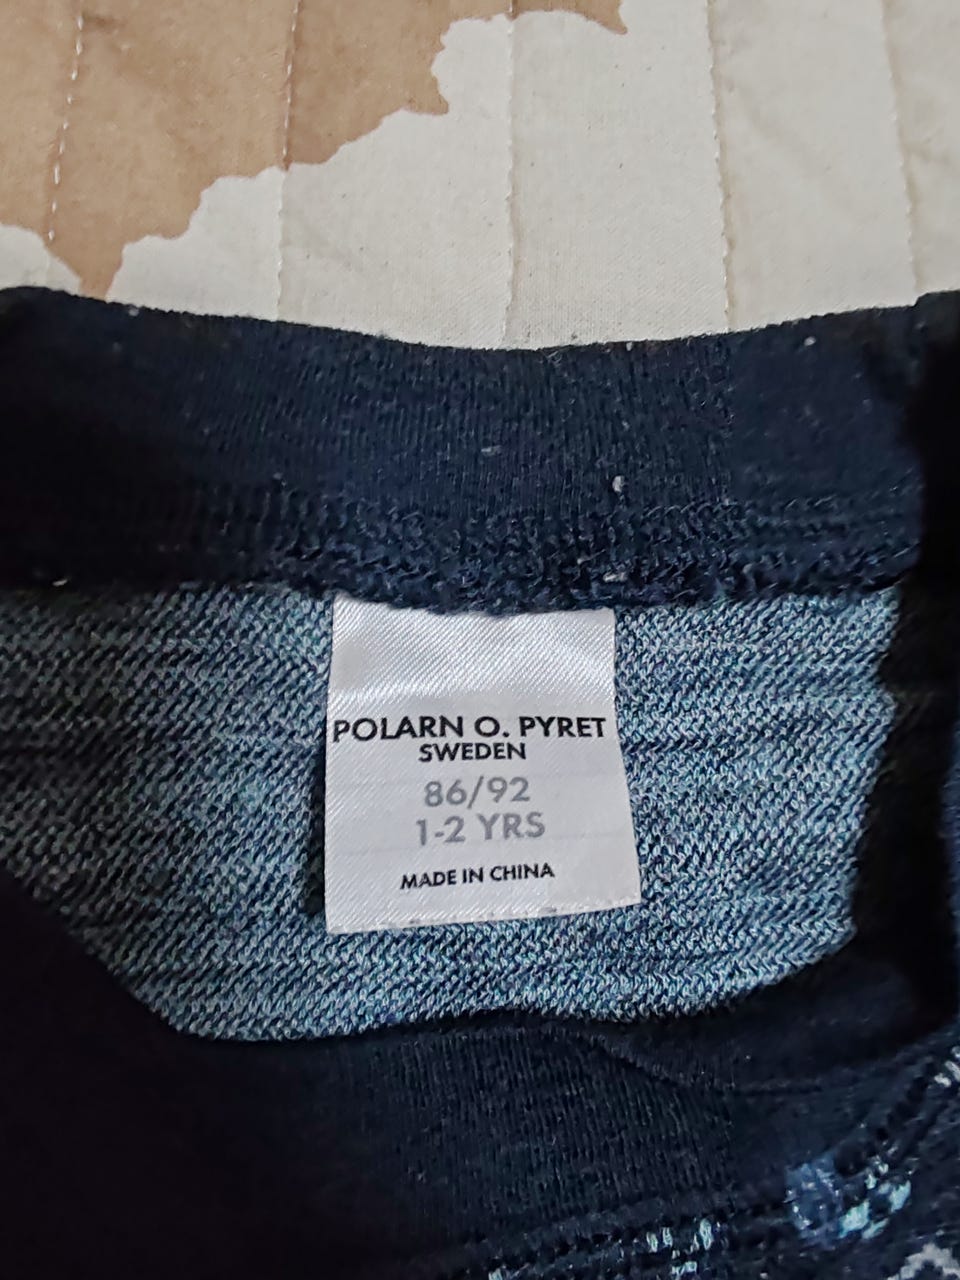 POLARN O. PYRET
SWEDEN
86/92
1-2 YRS
MADE IN CHINA